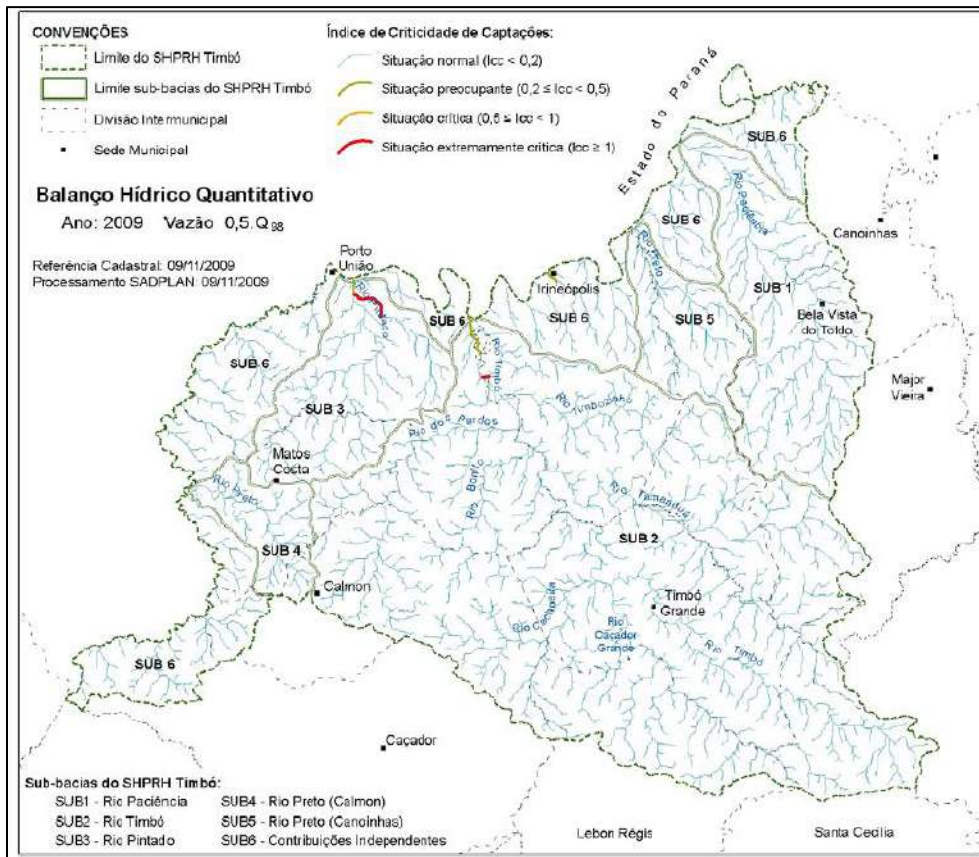 CONVENÇÕES
Limite do SHPRH Timbó
Limite sub-bacias do SHPRH Timbó
Divisão Intermunicipal
Sede Municipal
Índice de Criticidade de Captações:
Situação normal (Icc < 0,2)
Situação preocupante (0,2 ≤ Icc < 0,5)
Situação crítica (0,5 ≤ Icc < 1)
Situação extremamente crítica (Icc ≥ 1)
Balanço Hídrico Quantitativo
Ano: 2009 Vazão 0,5.Q98
Referência Cadastral: 09/11/2009
Processamento SADPLAN: 09/11/2009
Estado do Paraná
SUB 6
Rio Paciência
Canoinhas
SUB 6
Rio Preto
Porto
União
Irineópolis
SUB 1
Bela Vista
do Toldo
SUB 6
SUB 6
SUB 5
SUB 6
Rio Timbó
Major
Vieira
SUB 3
Rio dos Pardos
Matos
Costa
Rio Preto
Rio Bonito
Rio Tamanduá
SUB 2
SUB 4
Calmon
Timbó
Grande
Rio Cachoeira
Rio
Caçador
Grande
Rio Timbó
SUB 6
Caçador
Sub-bacias do SHPRH Timbó:
SUB1 - Rio Paciência
SUB2 - Rio Timbó
SUB3 - Rio Pintado
SUB4 - Rio Preto (Calmon)
SUB5 - Rio Preto (Canoinhas)
SUB6 - Contribuições Independentes
Lebon Régis
Santa Cecília